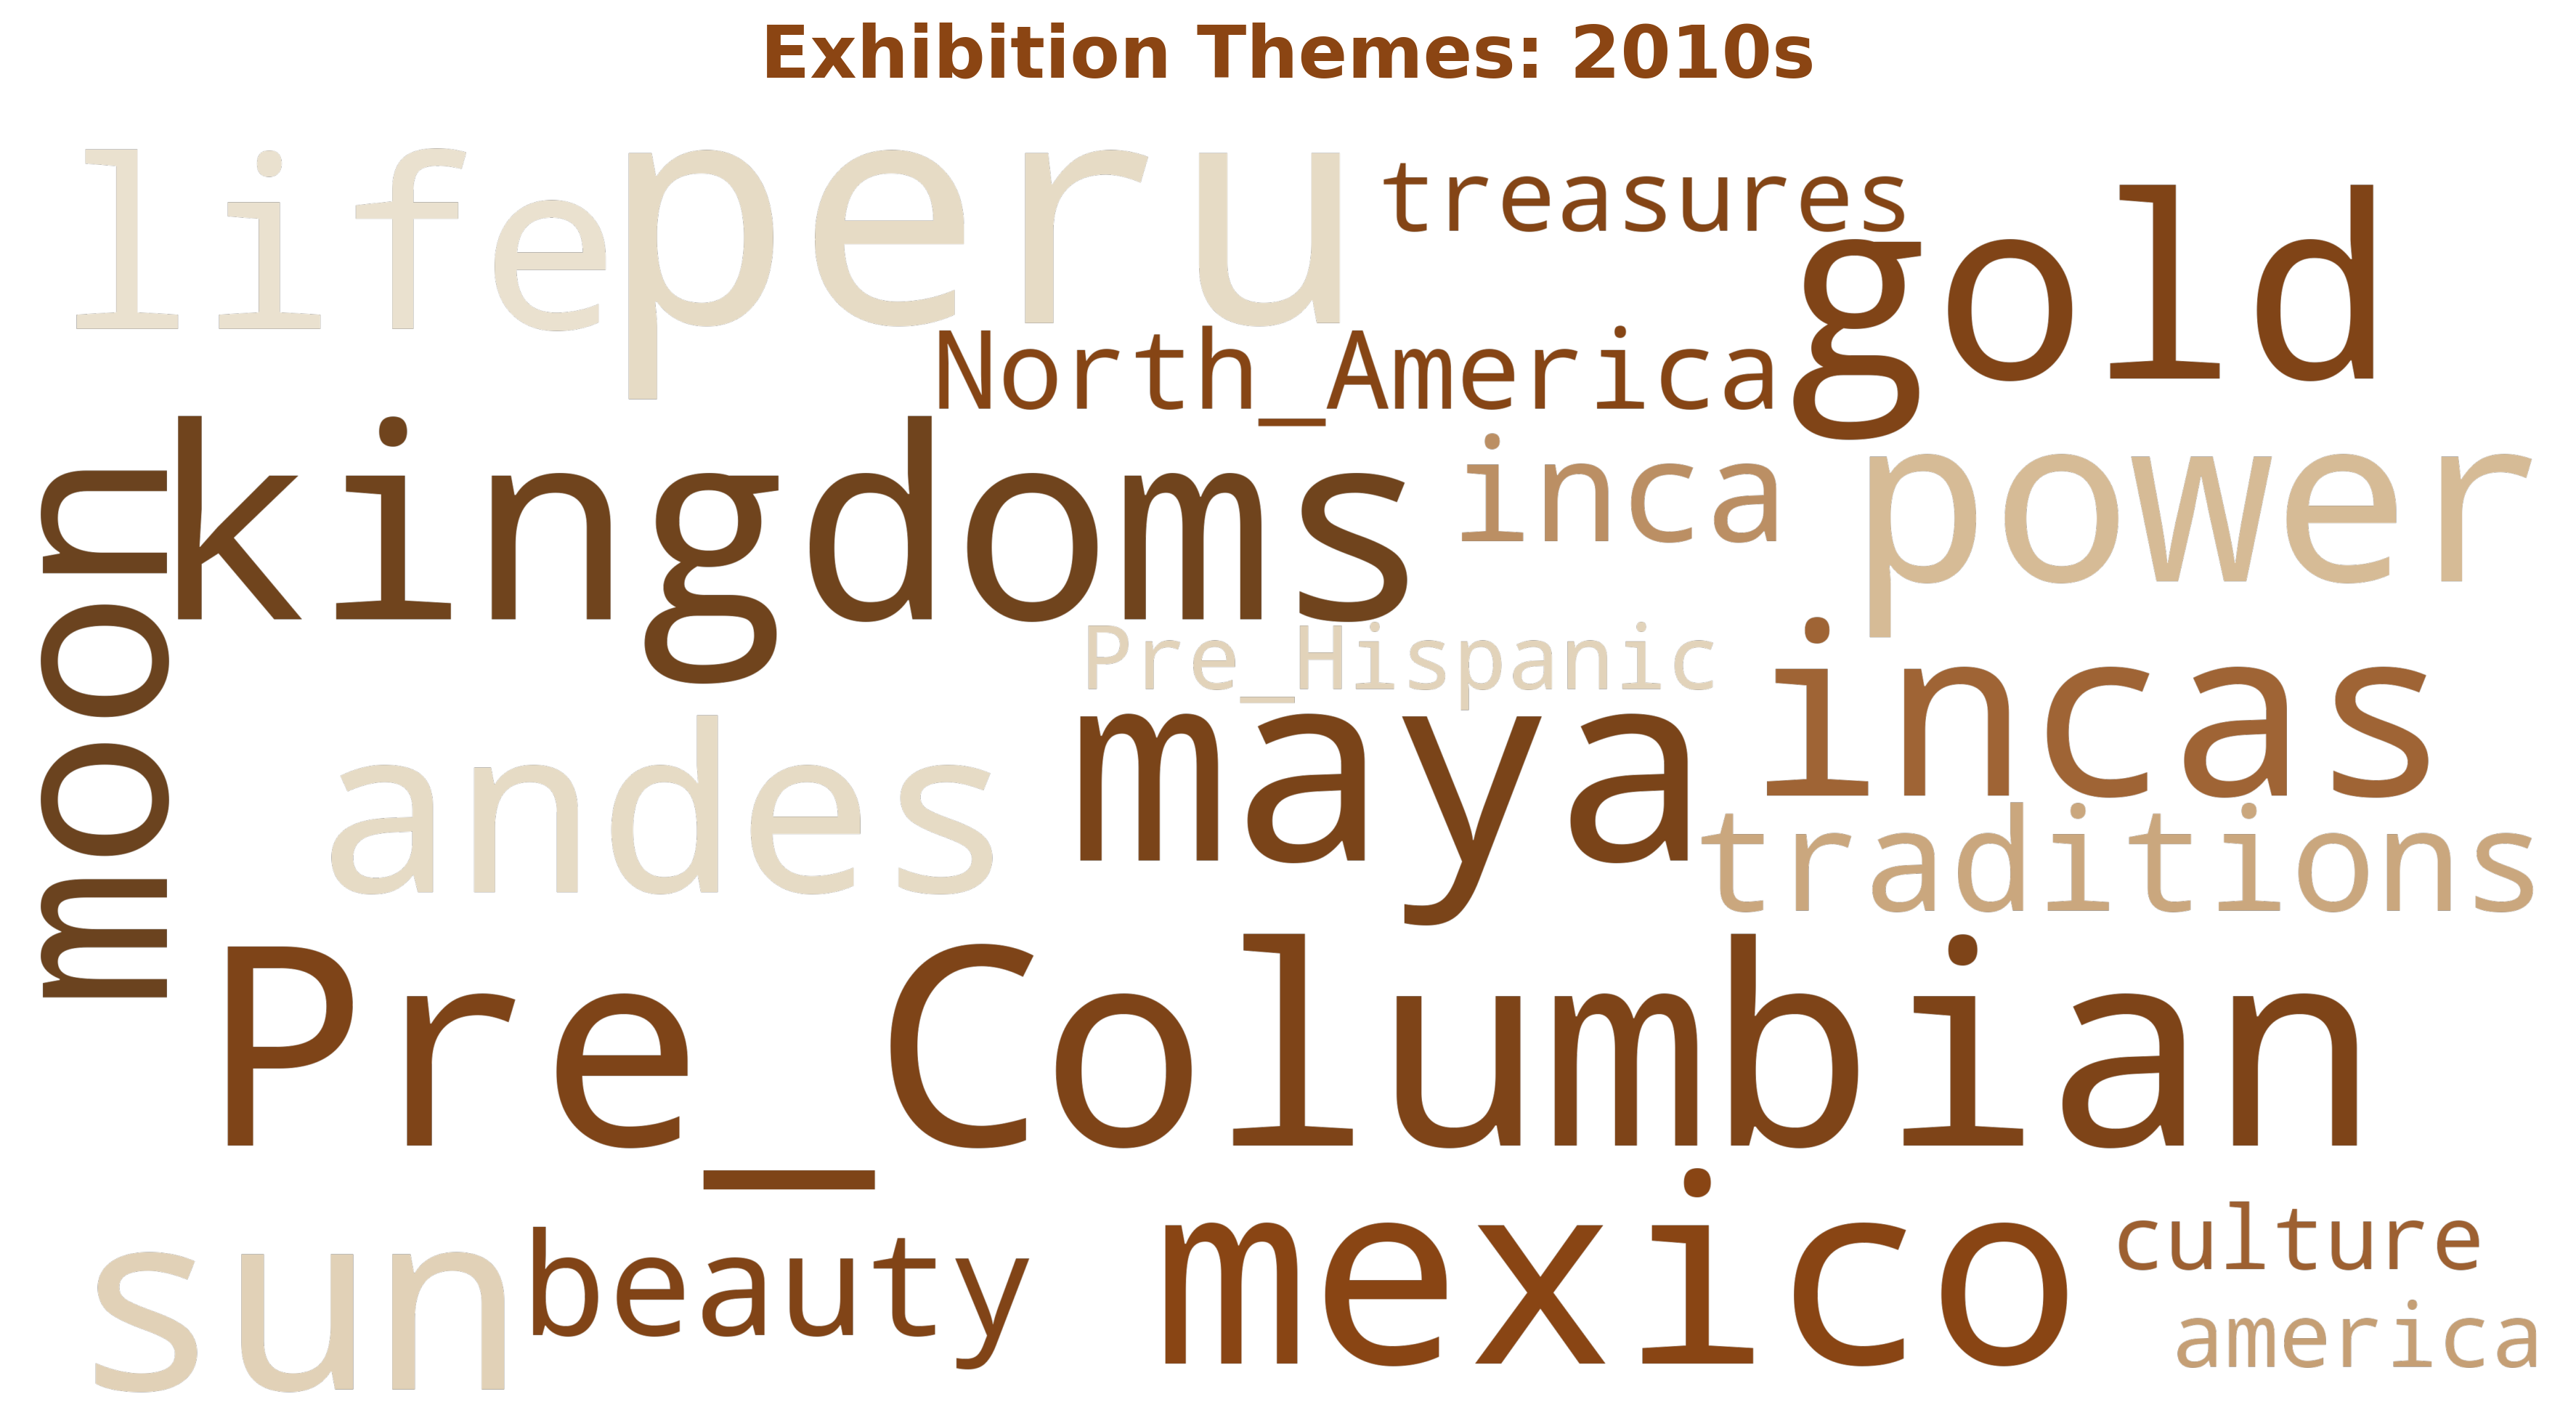 Exhibition Themes: 2010s
life
peru
treasures
gold
North_America
moon
kingdoms
inca
power
Pre_Hispanic
incas
andes
maya
traditions
Pre_Columbian
sun
beauty
mexico
culture
america